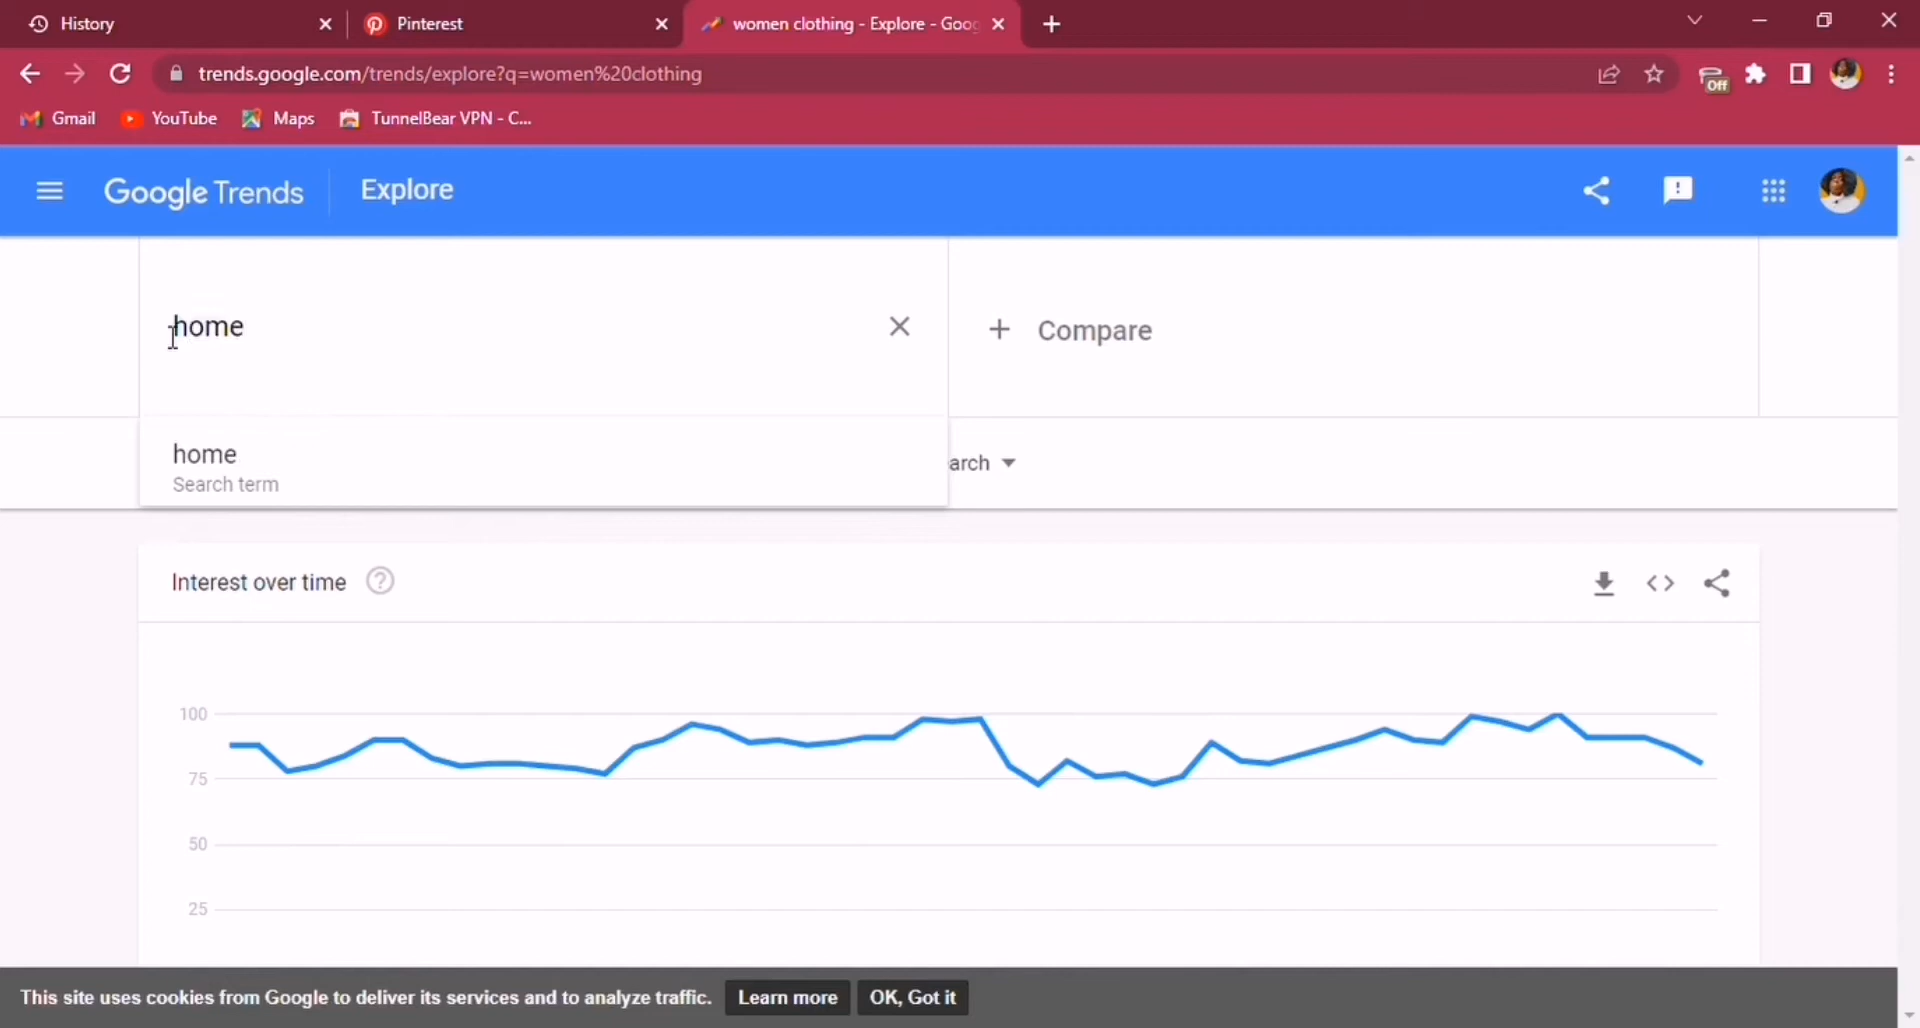 History
Pinterest
women clothing - Explore - Goog
trends.google.com/trends/explore?q=women%20clothing
Off
Gmail
YouTube
Maps
TunnelBear VPN - C...
Google Trends
Explore
home
+ Compare
home
Search term
arch
Interest over time
100
75
50
25
This site uses cookies from Google to deliver its services and to analyze traffic.
Learn more
OK, Got it